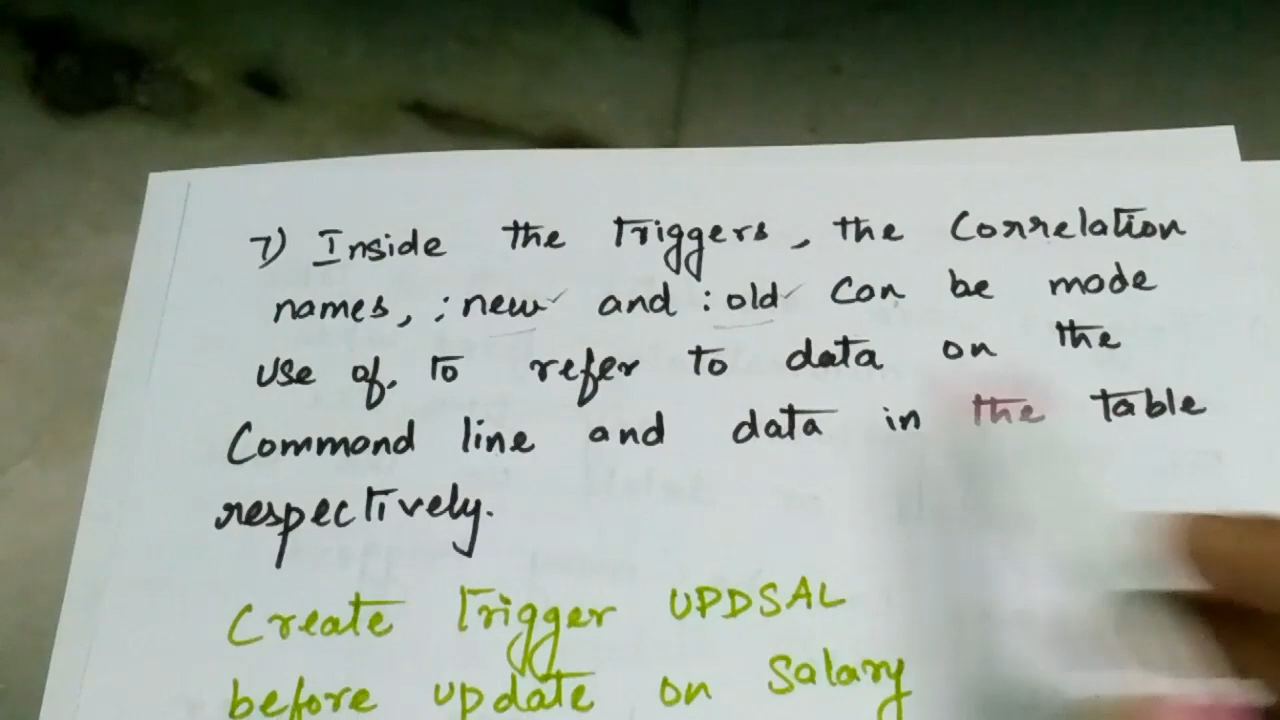 7) Inside the Triggers, the Correlation
names, :new and :old can be made
use of. to refer to data on the
Command line and data in the table
respectively.
Create Trigger UPDSAL
before update on Salary